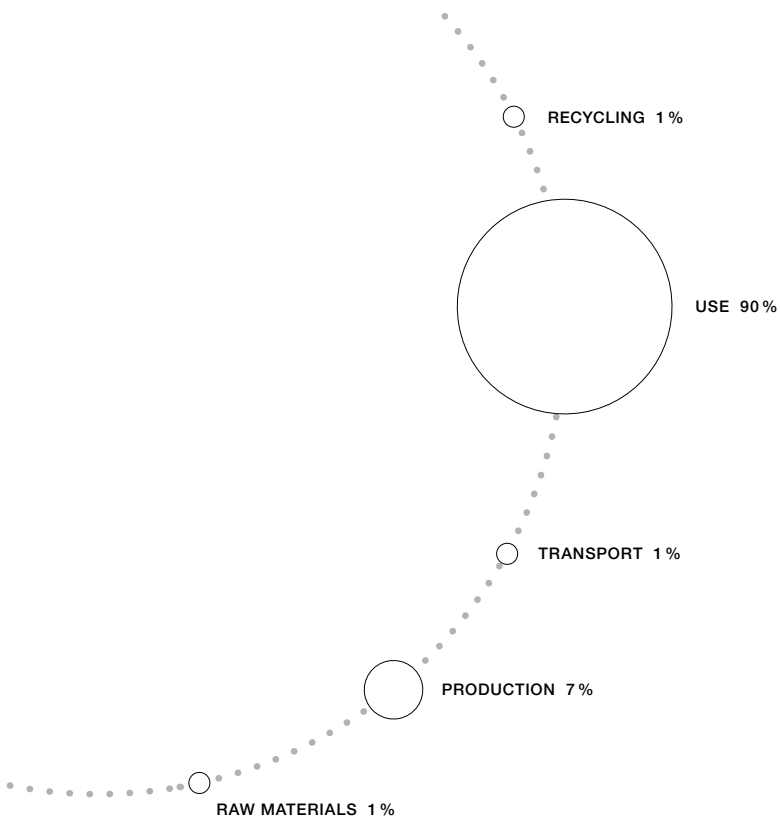 RECYCLING 1%
USE 90%
TRANSPORT 1%
PRODUCTION 7%
RAW MATERIALS 1%